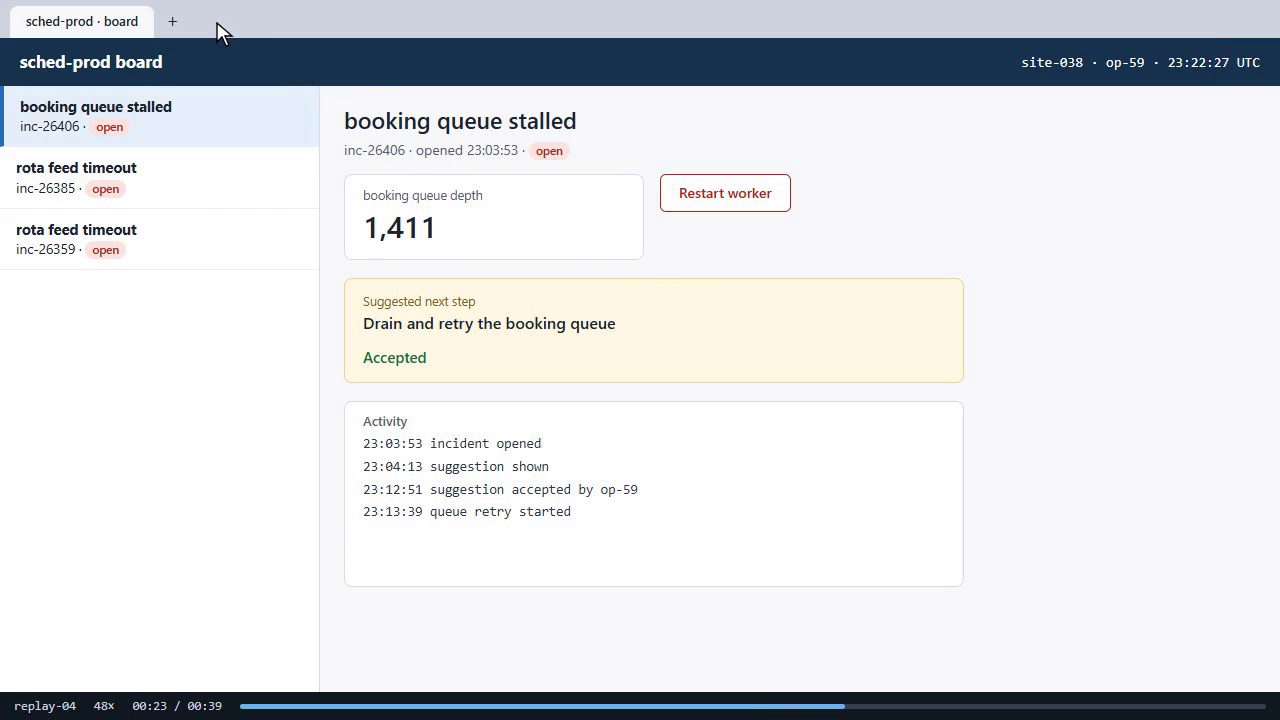 sched-prod · board +
sched-prod board
site-038 · op-59 · 23:22:27 UTC
booking queue stalled
inc-26406 · open
rota feed timeout
inc-26385 · open
rota feed timeout
inc-26359 · open
booking queue stalled
inc-26406 · opened 23:03:53 · open
booking queue depth
1,411
Restart worker
Suggested next step
Drain and retry the booking queue
Accepted
Activity
23:03:53 incident opened
23:04:13 suggestion shown
23:12:51 suggestion accepted by op-59
23:13:39 queue retry started
replay-04 48x 00:23 / 00:39